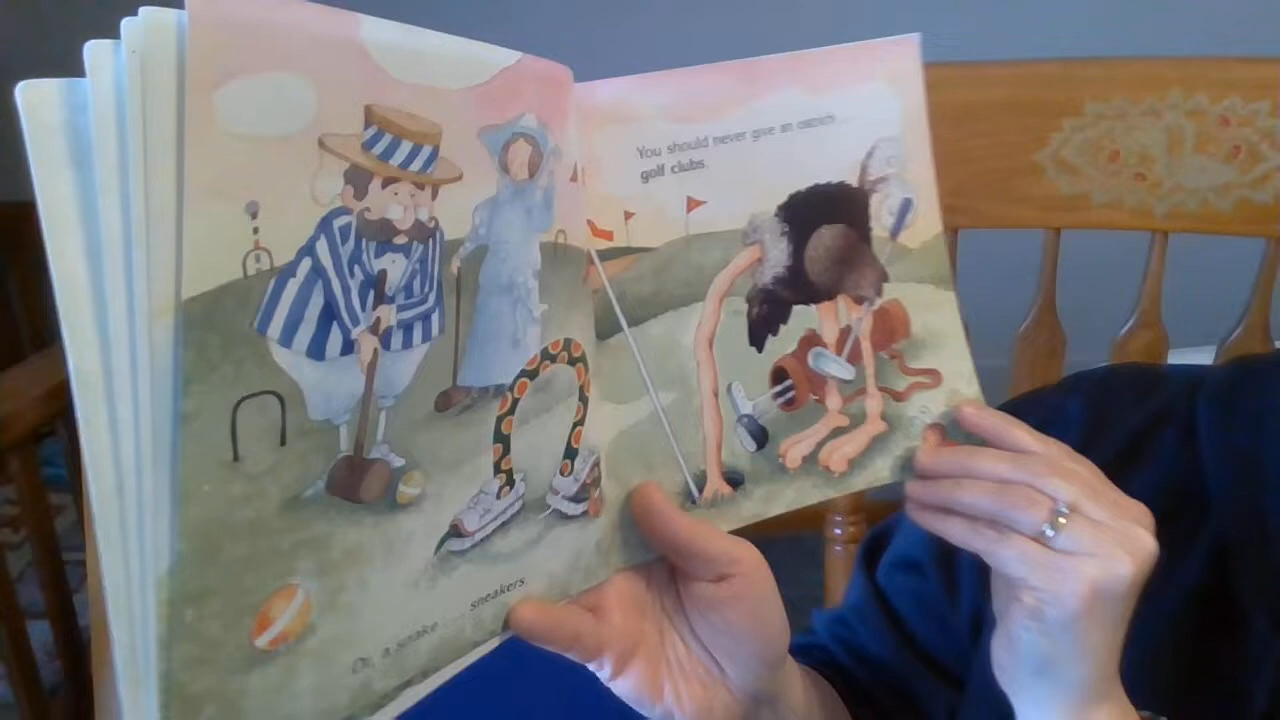 Or, a snake . . . sneakers.
You should never give an ostrich . . .
golf clubs.